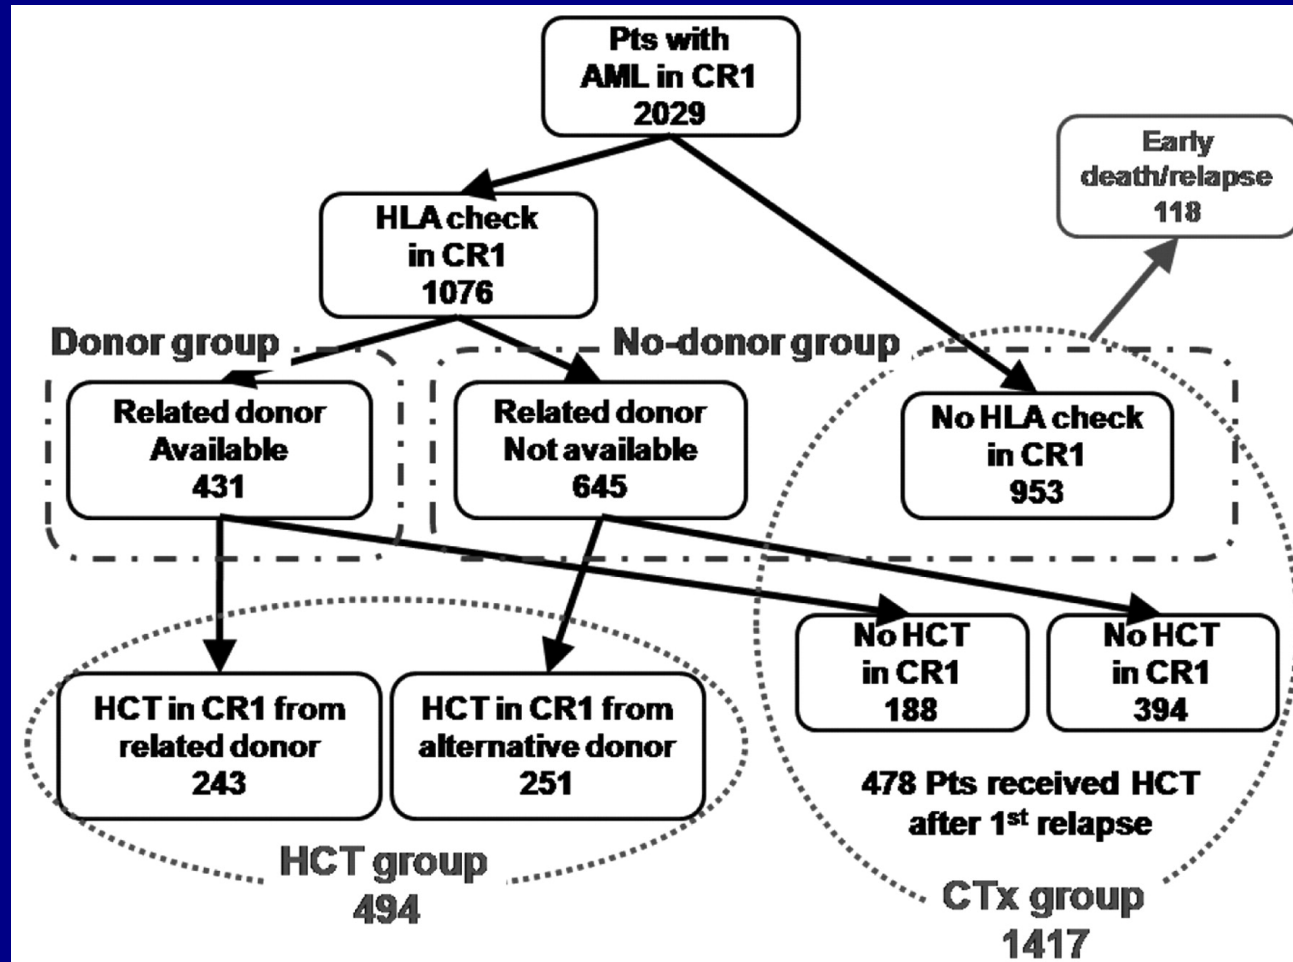 Pts with
AML in CR1
2029
Early
death/relapse
118
HLA check
in CR1
1076
Donor group
No-donor group
Related donor
Available
431
Related donor
Not available
645
No HLA check
in CR1
953
No HCT
in CR1
188
No HCT
in CR1
394
HCT in CR1 from
related donor
243
HCT in CR1 from
alternative donor
251
478 Pts received HCT
after 1st relapse
HCT group
494
CTx group
1417